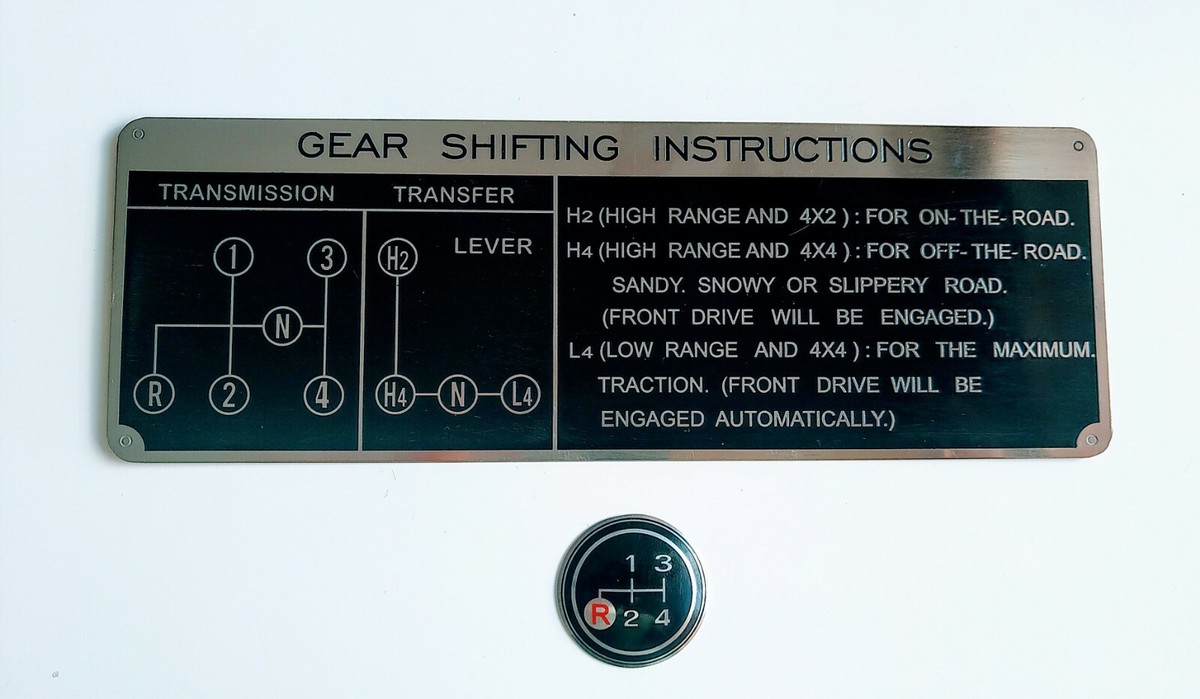 GEAR SHIFTING INSTRUCTIONS
TRANSMISSION
1 3
N
R 2 4
TRANSFER
LEVER
H2
H4 N L4
H2 (HIGH RANGE AND 4X2 ) : FOR ON-THE-ROAD.
H4 (HIGH RANGE AND 4X4 ) : FOR OFF-THE-ROAD.
SANDY. SNOWY OR SLIPPERY ROAD.
(FRONT DRIVE WILL BE ENGAGED.)
L4 (LOW RANGE AND 4X4 ) : FOR THE MAXIMUM.
TRACTION. (FRONT DRIVE WILL BE
ENGAGED AUTOMATICALLY.)
1 3
R 2 4